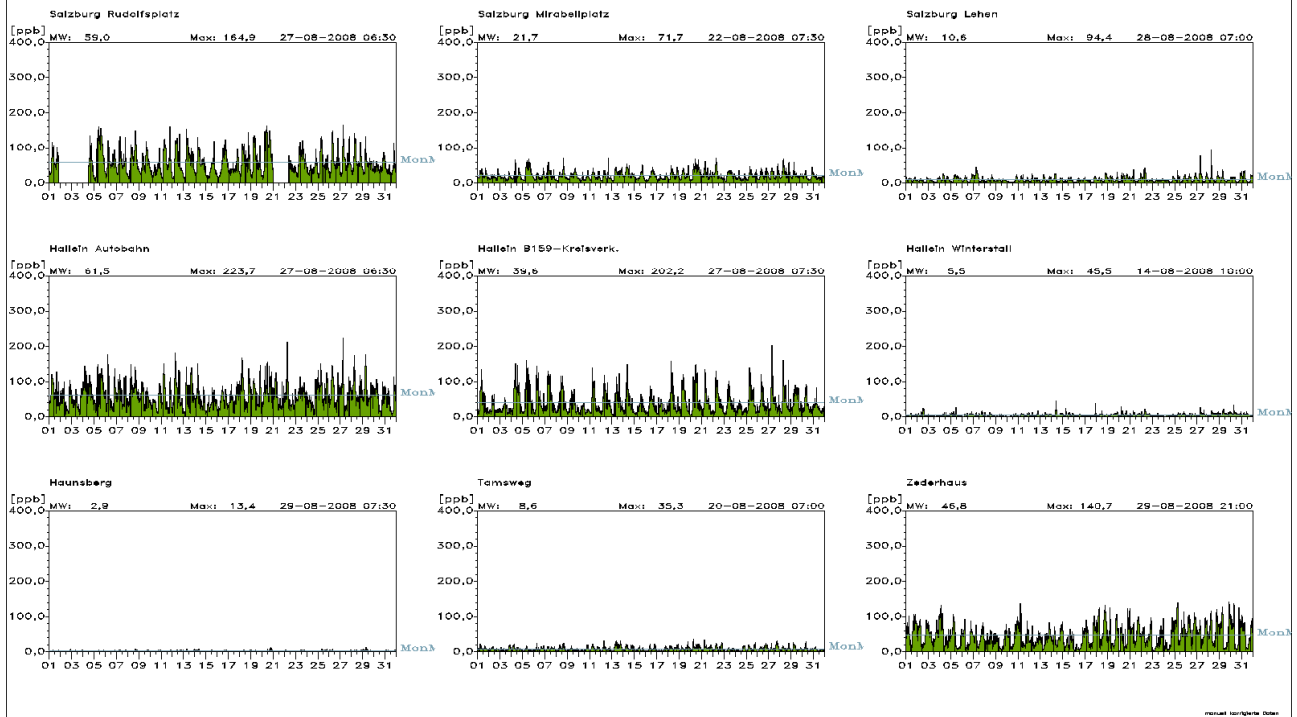 Salzburg Rudolfsplatz
[ppb] MW: 59,0 Max: 164,9 27-08-2008 06:30
400,0
300,0
200,0
100,0
0,0
MonM
01 03 05 07 09 11 13 15 17 19 21 23 25 27 29 31
Salzburg Mirabellplatz
[ppb] MW: 21,7 Max: 71,7 22-08-2008 07:30
400,0
300,0
200,0
100,0
0,0
MonM
01 03 05 07 09 11 13 15 17 19 21 23 25 27 29 31
Salzburg Lehen
[ppb] MW: 10,6 Max: 94,4 28-08-2008 07:00
400,0
300,0
200,0
100,0
0,0
MonM
01 03 05 07 09 11 13 15 17 19 21 23 25 27 29 31
Hallein Autobahn
[ppb] MW: 61,5 Max: 223,7 27-08-2008 06:30
400,0
300,0
200,0
100,0
0,0
MonM
01 03 05 07 09 11 13 15 17 19 21 23 25 27 29 31
Hallein B159-Kreisverk.
[ppb] MW: 39,6 Max: 202,2 27-08-2008 07:30
400,0
300,0
200,0
100,0
0,0
MonM
01 03 05 07 09 11 13 15 17 19 21 23 25 27 29 31
Hallein Winterstall
[ppb] MW: 5,5 Max: 45,5 14-08-2008 10:00
400,0
300,0
200,0
100,0
0,0
MonM
01 03 05 07 09 11 13 15 17 19 21 23 25 27 29 31
Haunsberg
[ppb] MW: 2,9 Max: 13,4 29-08-2008 07:30
400,0
300,0
200,0
100,0
0,0
MonM
01 03 05 07 09 11 13 15 17 19 21 23 25 27 29 31
Tamsweg
[ppb] MW: 8,6 Max: 35,3 20-08-2008 07:00
400,0
300,0
200,0
100,0
0,0
MonM
01 03 05 07 09 11 13 15 17 19 21 23 25 27 29 31
Zederhaus
[ppb] MW: 46,8 Max: 140,7 29-08-2008 21:00
400,0
300,0
200,0
100,0
0,0
MonM
01 03 05 07 09 11 13 15 17 19 21 23 25 27 29 31
manuel korrigierte Daten